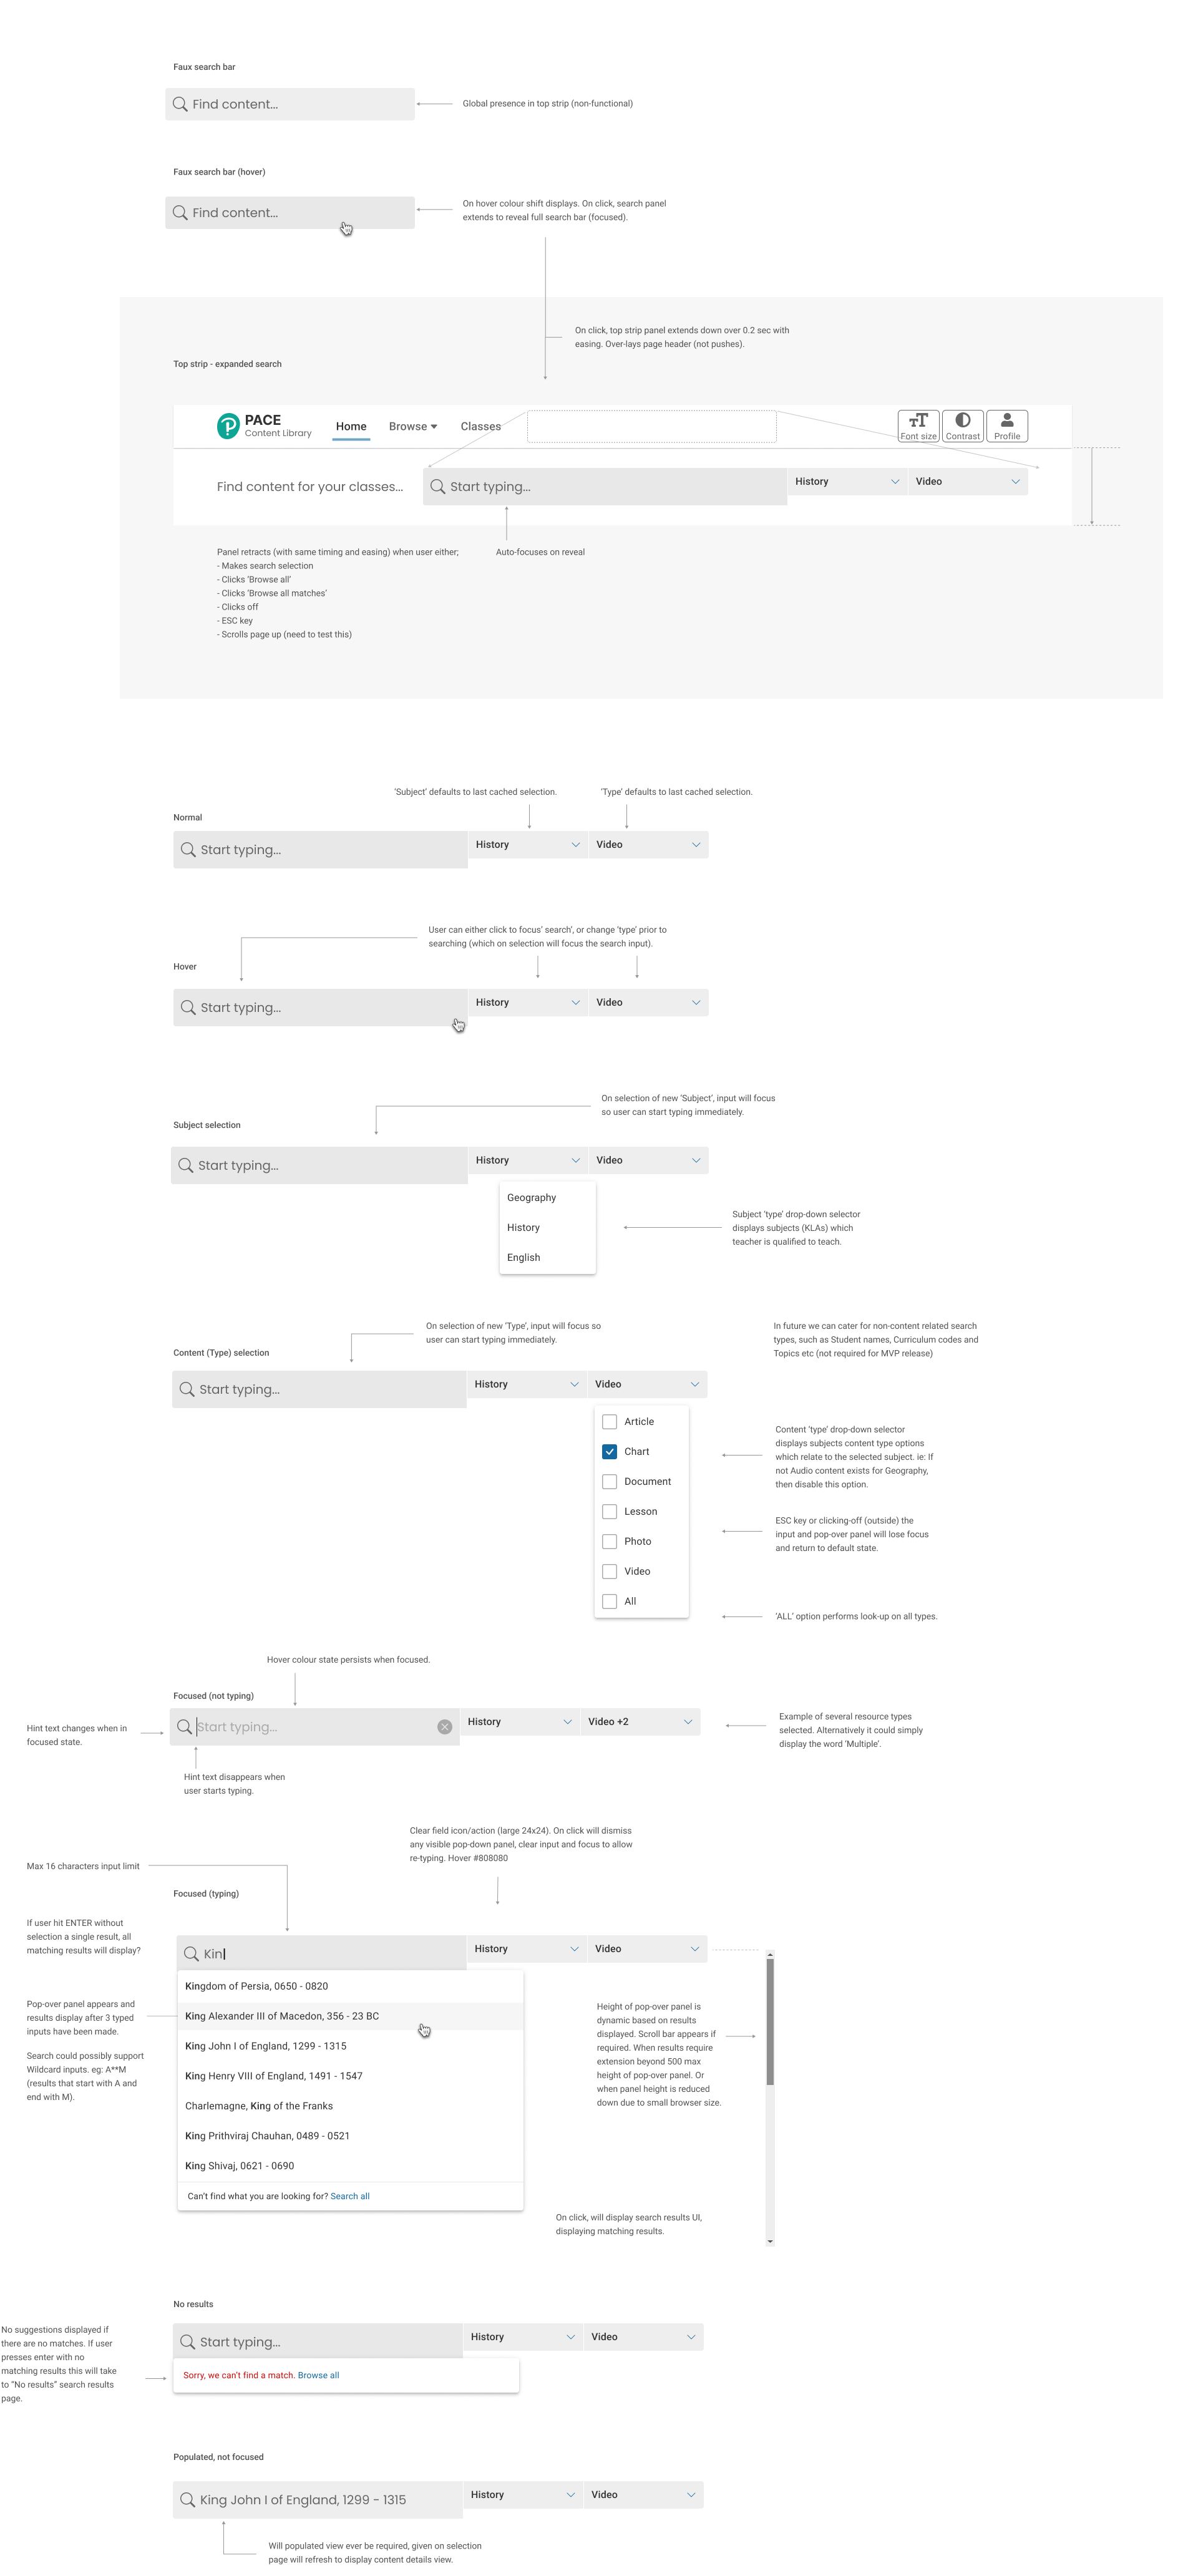 Faux search bar
Find content...
Global presence in top strip (non-functional)
Faux search bar (hover)
Find content...
On hover colour shift displays. On click, search panel
extends to reveal full search bar (focused).
On click, top strip panel extends down over 0.2 sec with
easing. Over-lays page header (not pushes).
Top strip - expanded search
PACE
Content Library
Home
Browse
Classes
Font size
Contrast
Profile
Find content for your classes...
Start typing...
History
Video
Panel retracts (with same timing and easing) when user either;
- Makes search selection
- Clicks ‘Browse all’
- Clicks ‘Browse all matches’
- Clicks off
- ESC key
- Scrolls page up (need to test this)
Auto-focuses on reveal
‘Subject’ defaults to last cached selection.
‘Type’ defaults to last cached selection.
Normal
Start typing...
History
Video
User can either click to focus’ search’, or change ‘type’ prior to
searching (which on selection will focus the search input).
Hover
Start typing...
History
Video
On selection of new ‘Subject’, input will focus
so user can start typing immediately.
Subject selection
Start typing...
History
Video
Geography
History
English
Subject ‘type’ drop-down selector
displays subjects (KLAs) which
teacher is qualified to teach.
On selection of new ‘Type’, input will focus so
user can start typing immediately.
In future we can cater for non-content related search
types, such as Student names, Curriculum codes and
Topics etc (not required for MVP release)
Content (Type) selection
Start typing...
History
Video
Article
Chart
Document
Lesson
Photo
Video
All
Content ‘type’ drop-down selector
displays subjects content type options
which relate to the selected subject. ie: If
not Audio content exists for Geography,
then disable this option.
ESC key or clicking-off (outside) the
input and pop-over panel will lose focus
and return to default state.
‘ALL’ option performs look-up on all types.
Hover colour state persists when focused.
Focused (not typing)
Hint text changes when in
focused state.
Start typing...
History
Video +2
Example of several resource types
selected. Alternatively it could simply
display the word ‘Multiple’.
Hint text disappears when
user starts typing.
Clear field icon/action (large 24x24). On click will dismiss
any visible pop-down panel, clear input and focus to allow
re-typing. Hover #808080
Max 16 characters input limit
Focused (typing)
If user hit ENTER without
selection a single result, all
matching results will display?
Kin
History
Video
Kingdom of Persia, 0650 - 0820
King Alexander III of Macedon, 356 - 23 BC
King John I of England, 1299 - 1315
King Henry VIII of England, 1491 - 1547
Charlemagne, King of the Franks
King Prithviraj Chauhan, 0489 - 0521
King Shivaj, 0621 - 0690
Can’t find what you are looking for? Search all
Pop-over panel appears and
results display after 3 typed
inputs have been made.
Search could possibly support
Wildcard inputs. eg: A**M
(results that start with A and
end with M).
Height of pop-over panel is
dynamic based on results
displayed. Scroll bar appears if
required. When results require
extension beyond 500 max
height of pop-over panel. Or
when panel height is reduced
down due to small browser size.
On click, will display search results UI,
displaying matching results.
No results
No suggestions displayed if
there are no matches. If user
presses enter with no
matching results this will take
to “No results” search results
page.
Start typing...
History
Video
Sorry, we can’t find a match. Browse all
Populated, not focused
King John I of England, 1299 - 1315
History
Video
Will populated view ever be required, given on selection
page will refresh to display content details view.